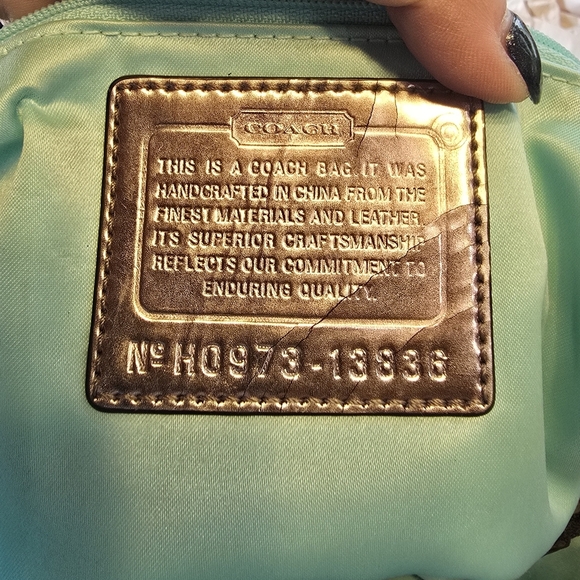 COACH
THIS IS A COACH BAG. IT WAS
HANDCRAFTED IN CHINA FROM THE
FINEST MATERIALS AND LEATHER.
ITS SUPERIOR CRAFTSMANSHIP
REFLECTS OUR COMMITMENT TO
ENDURING QUALITY.
Nº H0973-13836